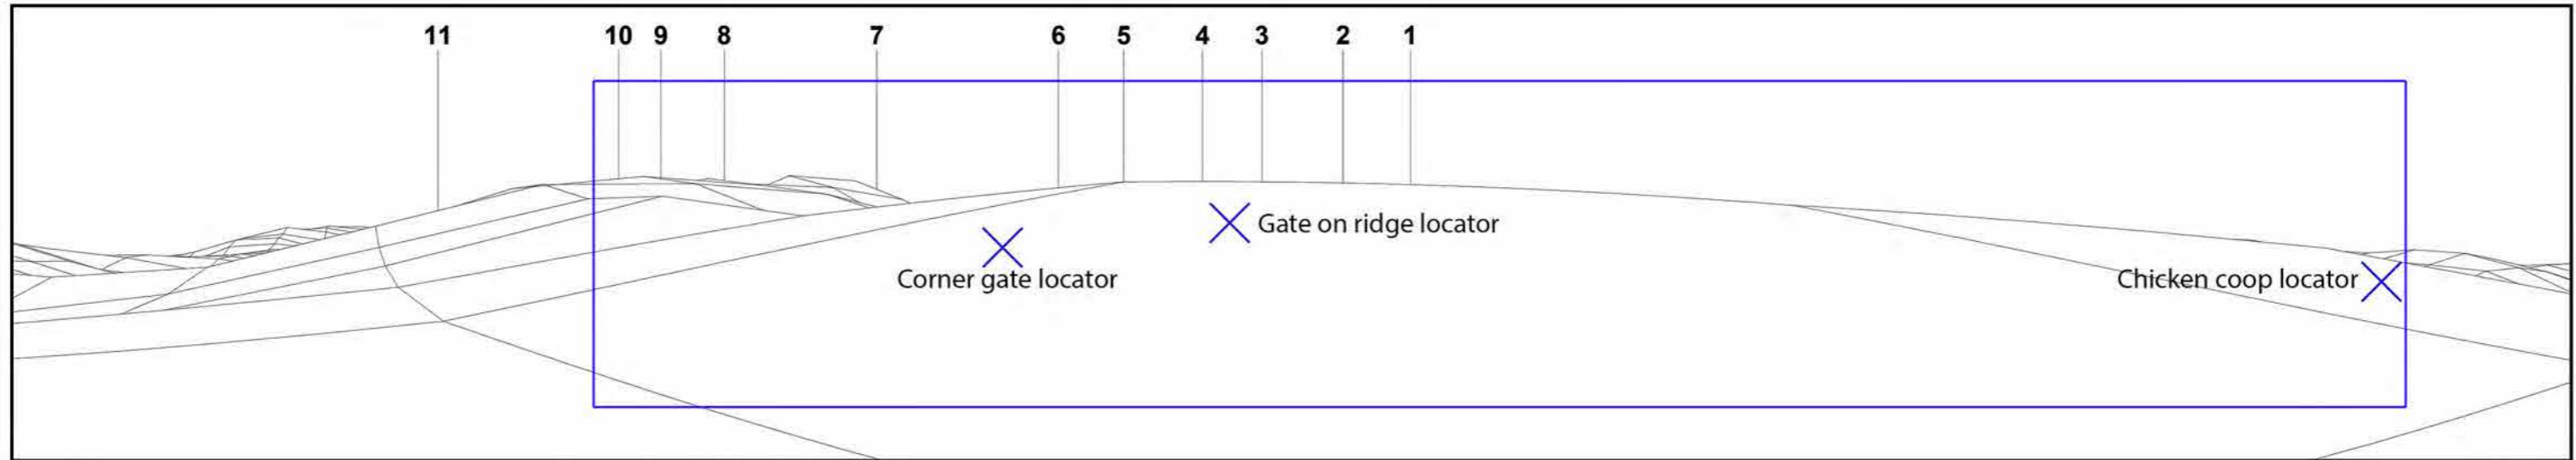 11 10 9 8 7 6 5 4 3 2 1
Gate on ridge locator
Corner gate locator
Chicken coop locator